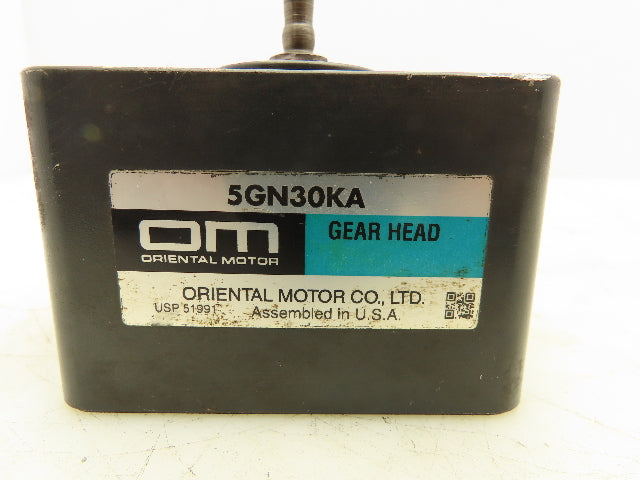 5GN30KA
OM
ORIENTAL MOTOR
GEAR HEAD
ORIENTAL MOTOR CO., LTD.
USP 51991 Assembled in U.S.A.